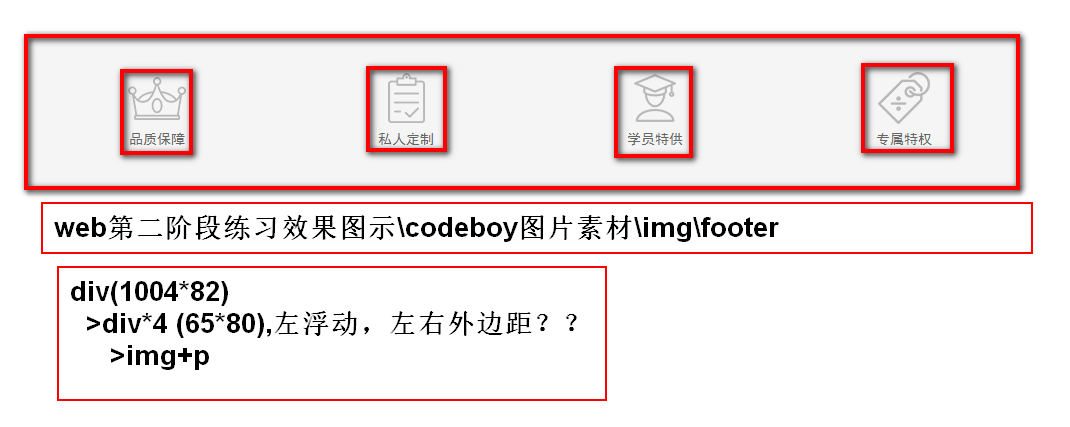 品质保障 私人定制 学员特供 专属特权
web第二阶段练习效果图示\codeboy图片素材\img\footer
div(1004*82)
>div*4 (65*80),左浮动，左右外边距？？
>img+p